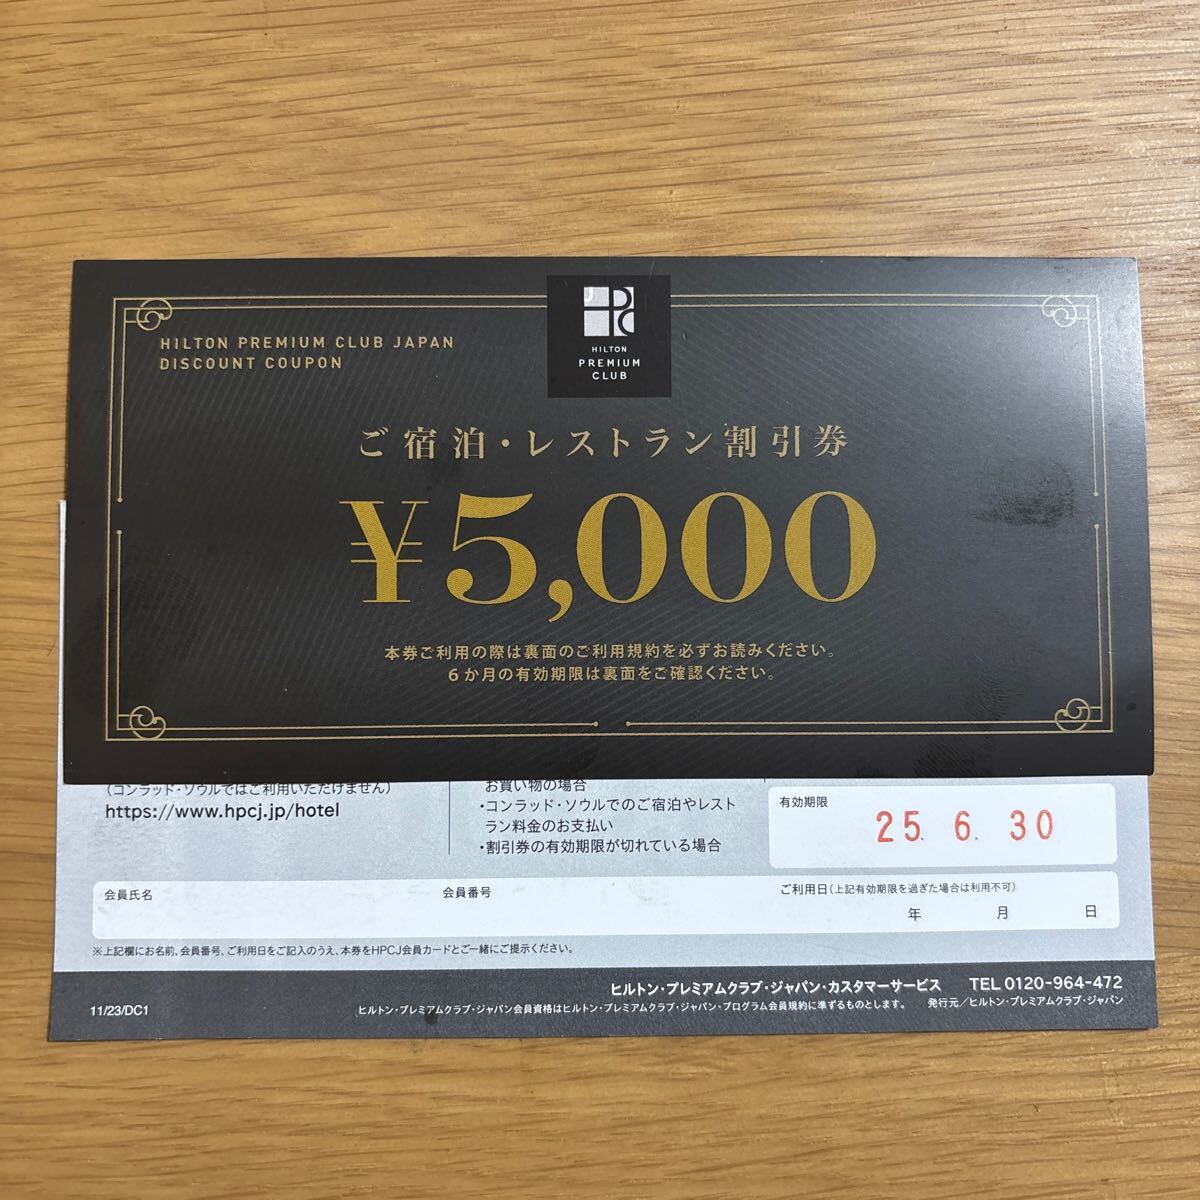 HILTON PREMIUM CLUB JAPAN
DISCOUNT COUPON
HILTON
PREMIUM
CLUB
ご宿泊・レストラン割引券
¥5,000
本券ご利用の際は裏面のご利用規約を必ずお読みください。
6か月の有効期限は裏面をご確認ください。
(コンラッド・ソウルではご利用いただけません)
https://www.hpcj.jp/hotel
お買い物の場合
・コンラッド・ソウルでのご宿泊やレスト
ラン料金のお支払い
・割引券の有効期限が切れている場合
有効期限
25. 6. 30
会員氏名
会員番号
ご利用日(上記有効期限を過ぎた場合は利用不可)
年 月 日
※上記欄にお名前、会員番号、ご利用日をご記入のうえ、本券をHPCJ会員カードとご一緒にご提示ください。
ヒルトン・プレミアムクラブ・ジャパン・カスタマーサービス TEL 0120-964-472
11/23/DC1
ヒルトン・プレミアムクラブ・ジャパン会員資格はヒルトン・プレミアムクラブ・ジャパン・プログラム会員規約に準ずるものとします。 発行元/ヒルトン・プレミアムクラブ・ジャパン